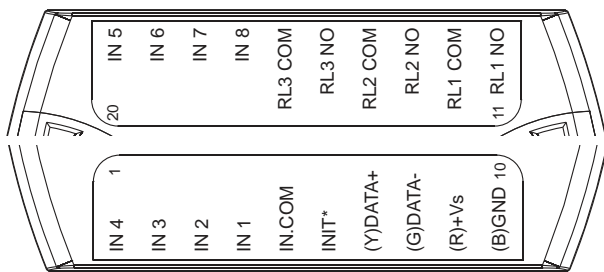 IN 5
IN 6
IN 7
IN 8
RL3 COM
RL3 NO
RL2 COM
RL2 NO
RL1 COM
RL1 NO
20
11
IN 4
IN 3
IN 2
IN 1
IN.COM
INIT*
(Y)DATA+
(G)DATA-
(R)+Vs
(B)GND
1
10